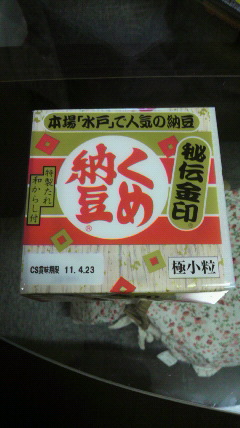 本場「水戸」で人気の納豆
秘伝金印
くめ
納豆
®
特製たれ
和からし付
CS賞味期限 11.4.23
極小粒